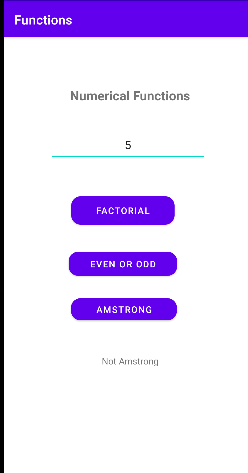 Functions
Numerical Functions
5
FACTORIAL
EVEN OR ODD
AMSTRONG
Not Amstrong